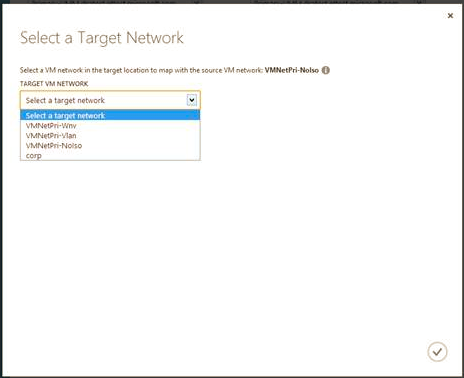 Select a Target Network
Select a VM network in the target location to map with the source VM network: VMNetPri-NoIso
TARGET VM NETWORK
Select a target network
Select a target network
VMNetPri-Wnv
VMNetPri-Vlan
VMNetPri-NoIso
corp